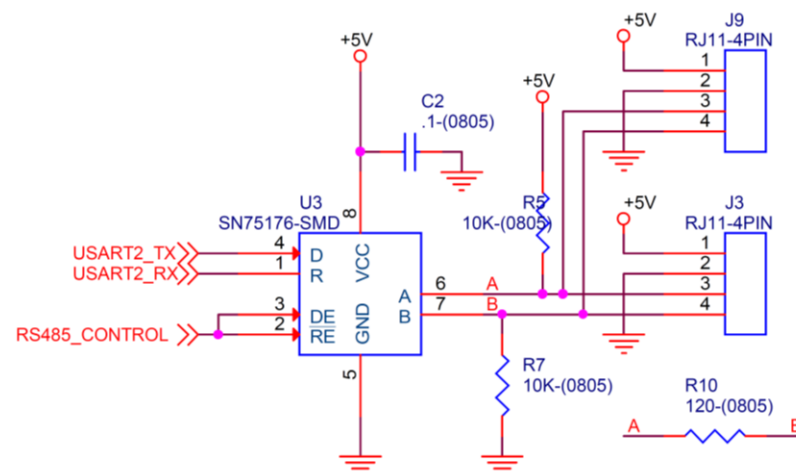 J9
RJ11-4PIN
+5V
1
2
3
4
+5V
C2
.1-(0805)
+5V
R5
10K-(0805)
U3
SN75176-SMD
8
VCC
USART2_TX
4
D
USART2_RX
1
R
3
DE
RS485_CONTROL
2
RE
GND
5
A
6
A
B
7
B
J3
RJ11-4PIN
+5V
1
2
3
4
R7
10K-(0805)
R10
120-(0805)
A
B